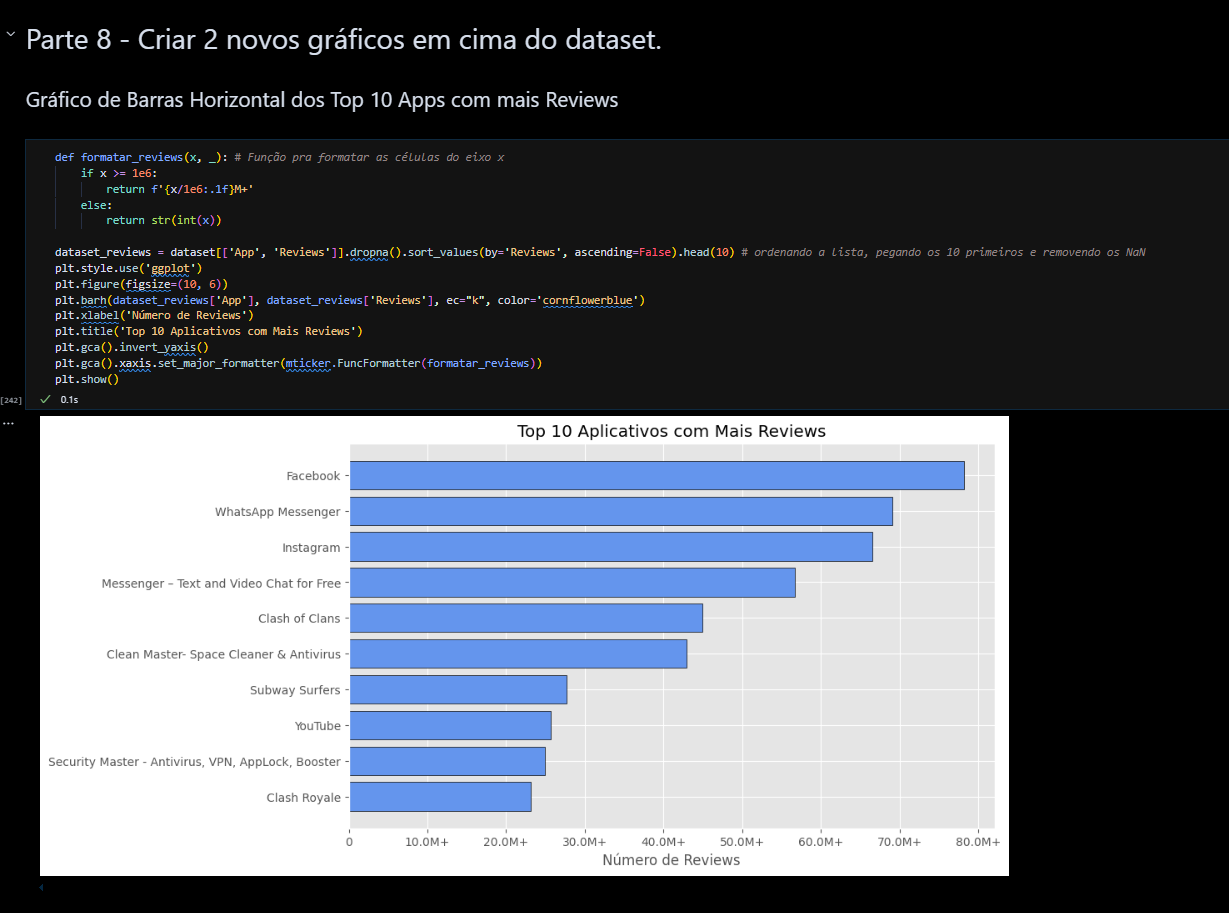 Parte 8 - Criar 2 novos gráficos em cima do dataset.
Gráfico de Barras Horizontal dos Top 10 Apps com mais Reviews
def formatar_reviews(x, _): # Função pra formatar as células do eixo x
    if x >= 1e6:
        return f'{x/1e6:.1f}M+'
    else:
        return str(int(x))
dataset_reviews = dataset[['App', 'Reviews']].dropna().sort_values(by='Reviews', ascending=False).head(10) # ordenando a lista, pegando os 10 primeiros e removendo os NaN
plt.style.use('ggplot')
plt.figure(figsize=(10, 6))
plt.barh(dataset_reviews['App'], dataset_reviews['Reviews'], ec="k", color='cornflowerblue')
plt.xlabel('Número de Reviews')
plt.title('Top 10 Aplicativos com Mais Reviews')
plt.gca().invert_yaxis()
plt.gca().xaxis.set_major_formatter(mticker.FuncFormatter(formatar_reviews))
plt.show()
[242] 0.1s
Top 10 Aplicativos com Mais Reviews
Facebook
WhatsApp Messenger
Instagram
Messenger – Text and Video Chat for Free
Clash of Clans
Clean Master- Space Cleaner & Antivirus
Subway Surfers
YouTube
Security Master - Antivirus, VPN, AppLock, Booster
Clash Royale
0 10.0M+ 20.0M+ 30.0M+ 40.0M+ 50.0M+ 60.0M+ 70.0M+ 80.0M+
Número de Reviews